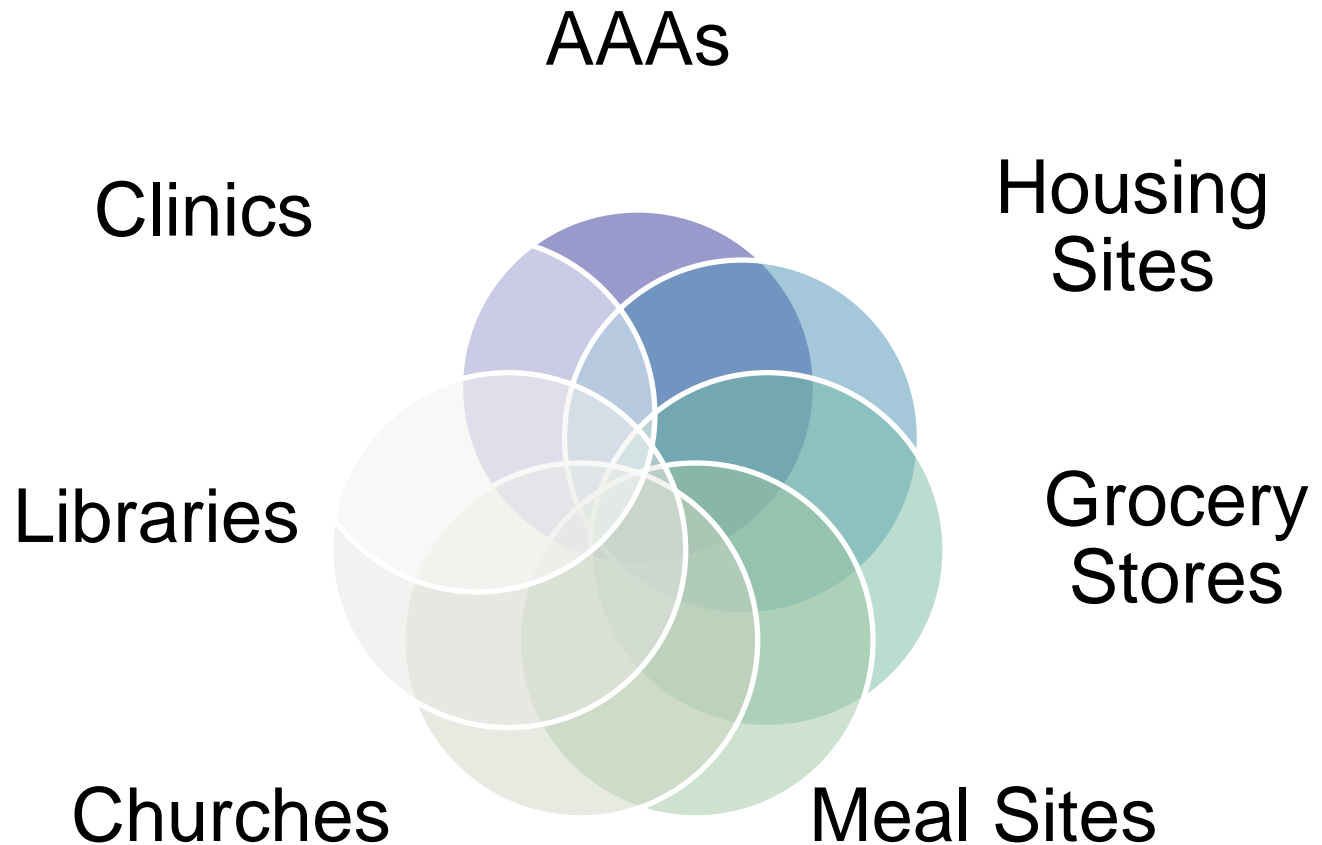 AAAs
Clinics
Housing
Sites
Libraries
Grocery
Stores
Churches
Meal Sites